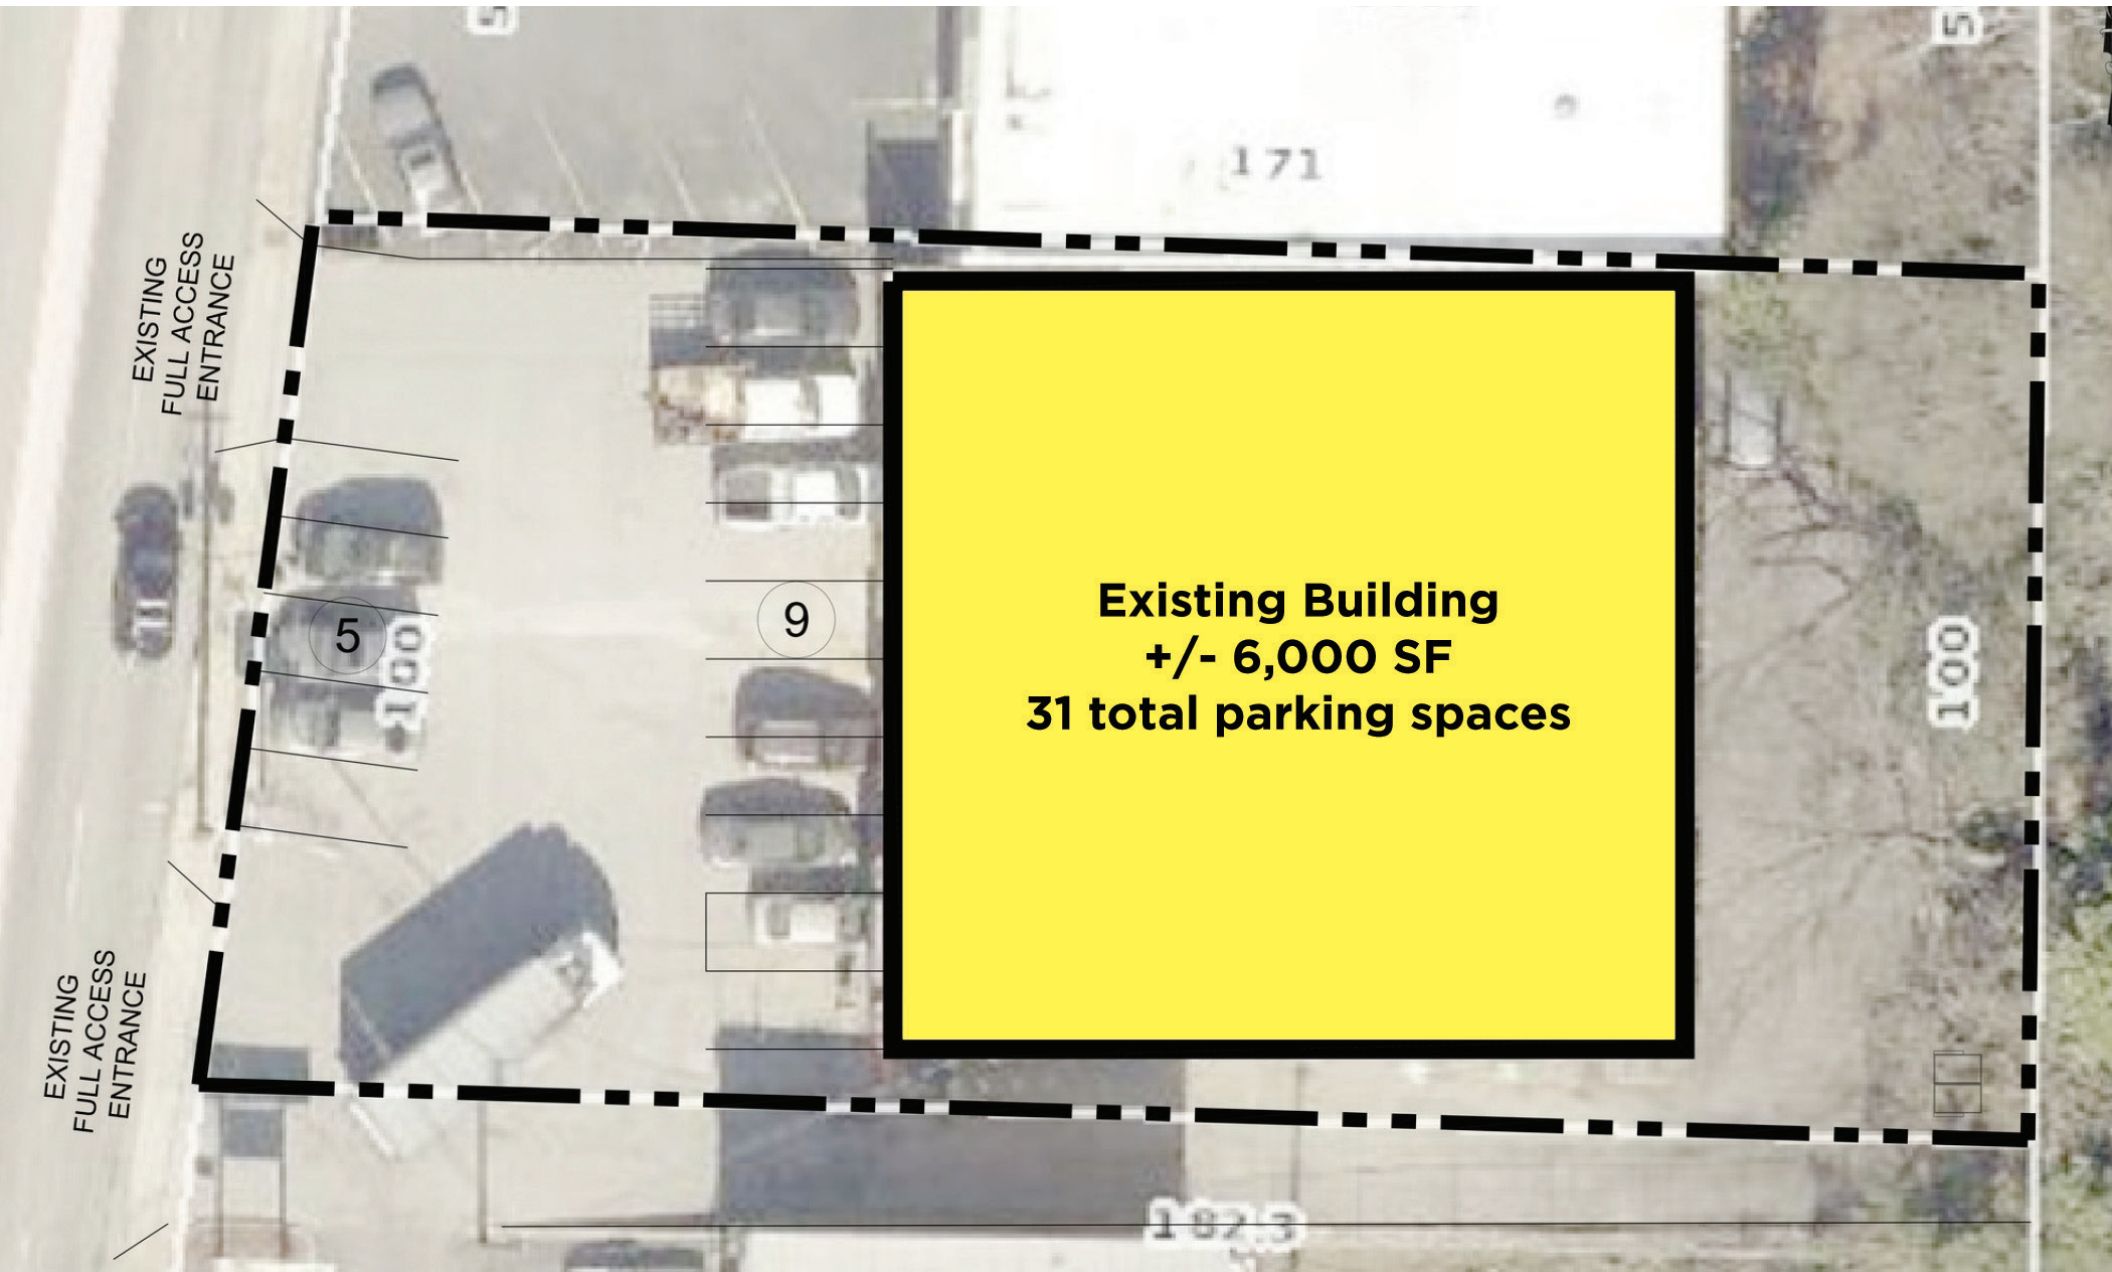 171
EXISTING
FULL ACCESS
ENTRANCE
5
100
9
Existing Building
+/- 6,000 SF
31 total parking spaces
100
EXISTING
FULL ACCESS
ENTRANCE
182.3